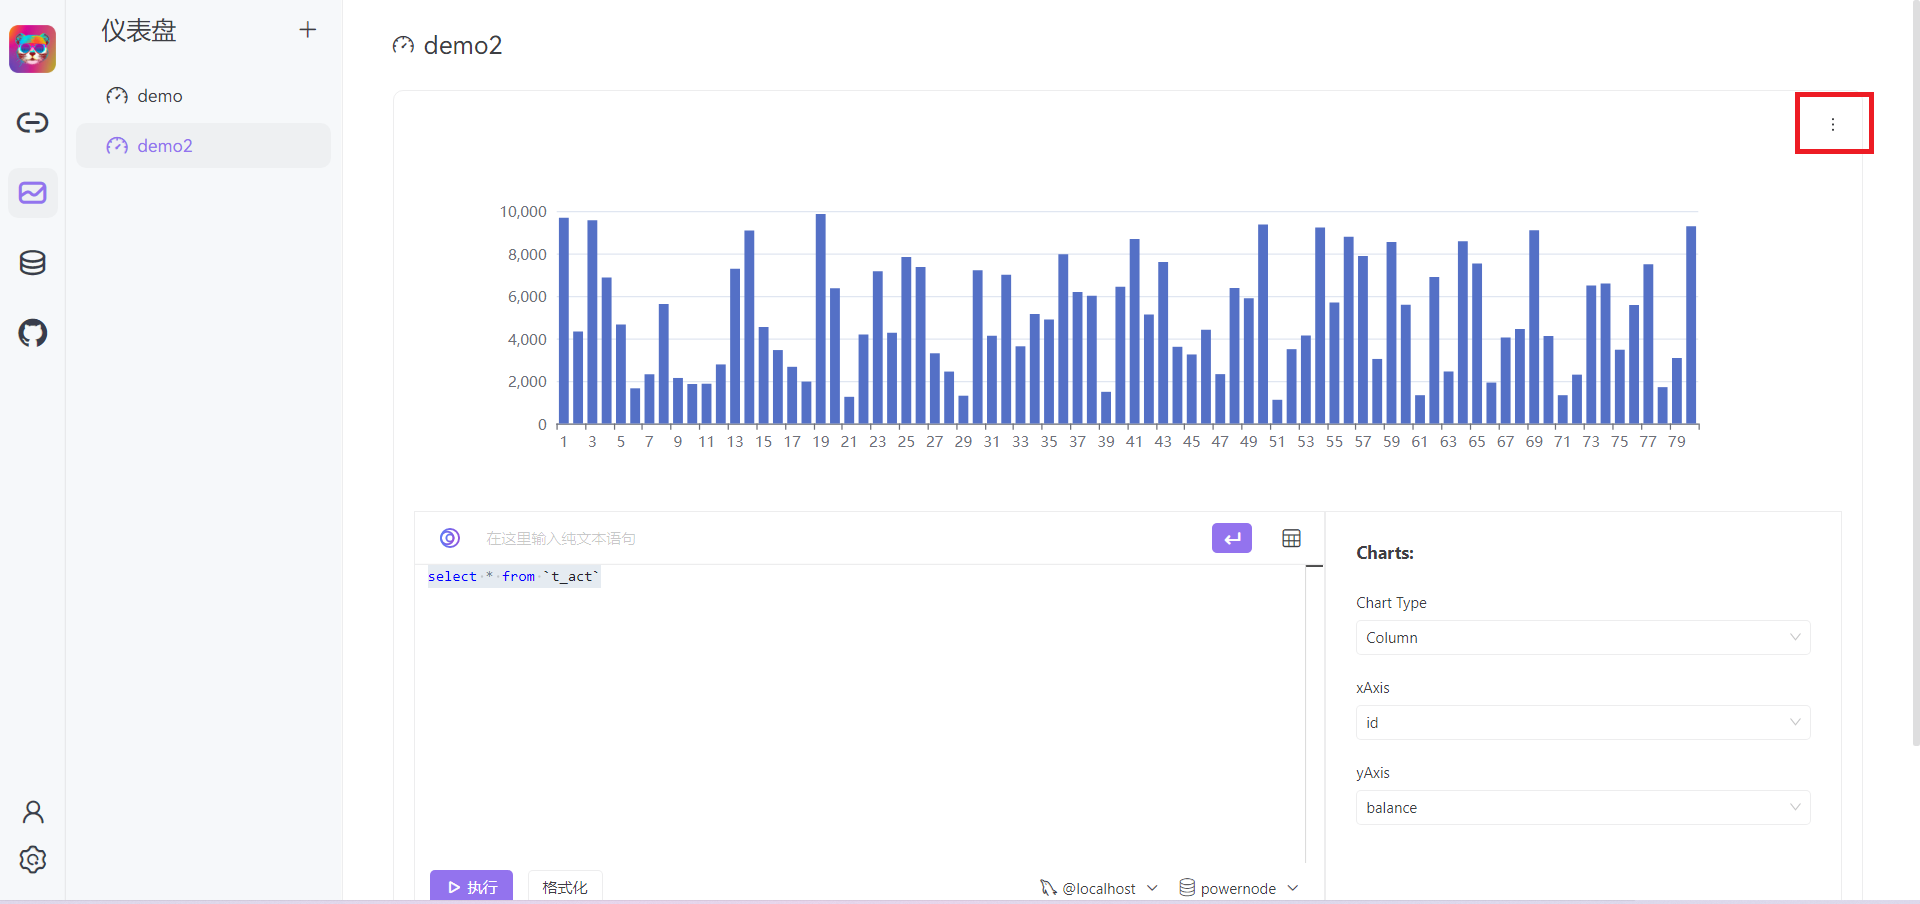 仪表盘
demo
demo2
demo2
10,000
8,000
6,000
4,000
2,000
0
1 3 5 7 9 11 13 15 17 19 21 23 25 27 29 31 33 35 37 39 41 43 45 47 49 51 53 55 57 59 61 63 65 67 69 71 73 75 77 79
在这里输入纯文本语句
select * from `t_act`
执行
格式化
@localhost
powernode
Charts:
Chart Type
Column
xAxis
id
yAxis
balance